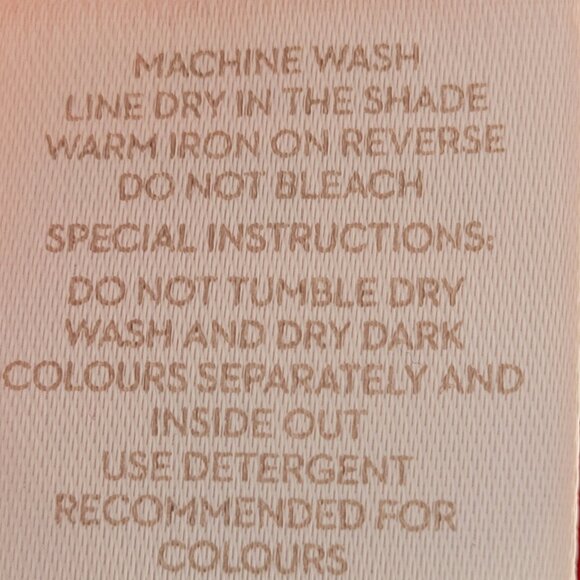 MACHINE WASH
LINE DRY IN THE SHADE
WARM IRON ON REVERSE
DO NOT BLEACH
SPECIAL INSTRUCTIONS:
DO NOT TUMBLE DRY
WASH AND DRY DARK
COLOURS SEPARATELY AND
INSIDE OUT
USE DETERGENT
RECOMMENDED FOR
COLOURS